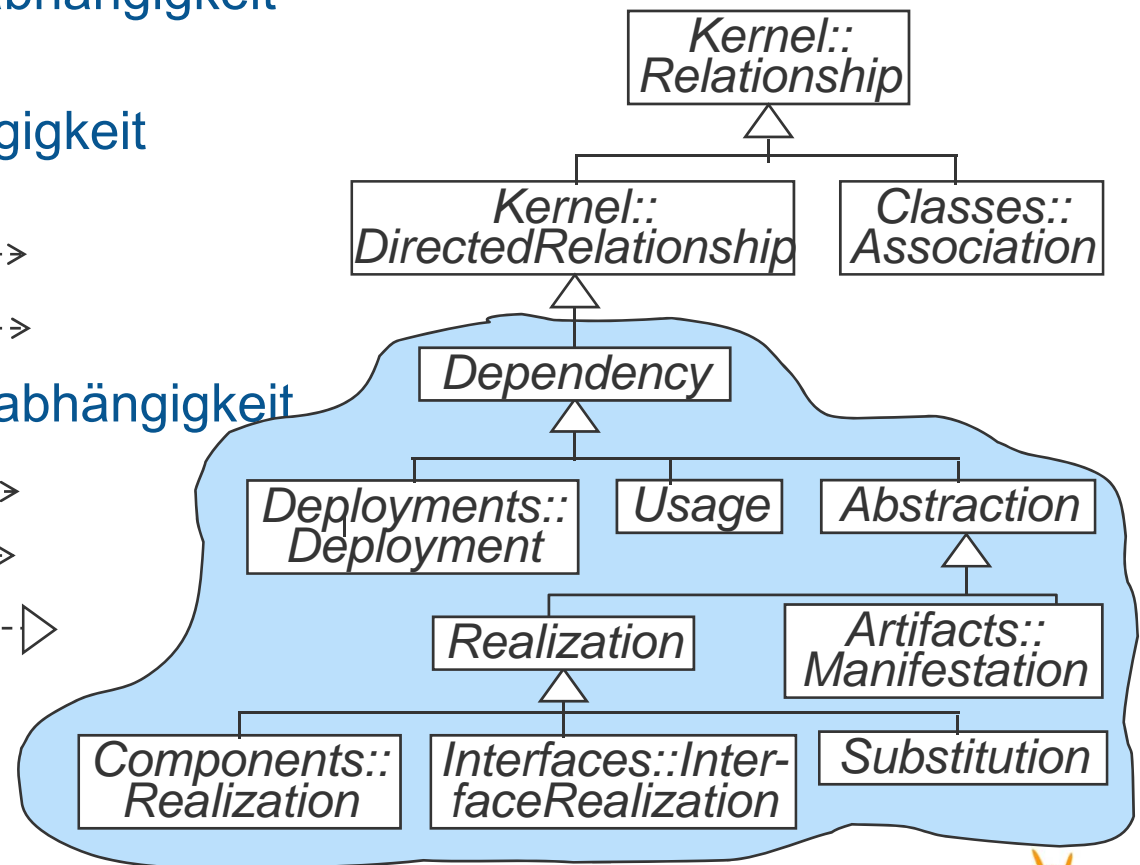 abhängigkeit
gigkeit
abhängigkeit
Kernel::
Relationship
Kernel::
DirectedRelationship
Classes::
Association
Dependency
Deployments::
Deployment
Usage
Abstraction
Realization
Artifacts::
Manifestation
Components::
Realization
Interfaces::Inter-
faceRealization
Substitution